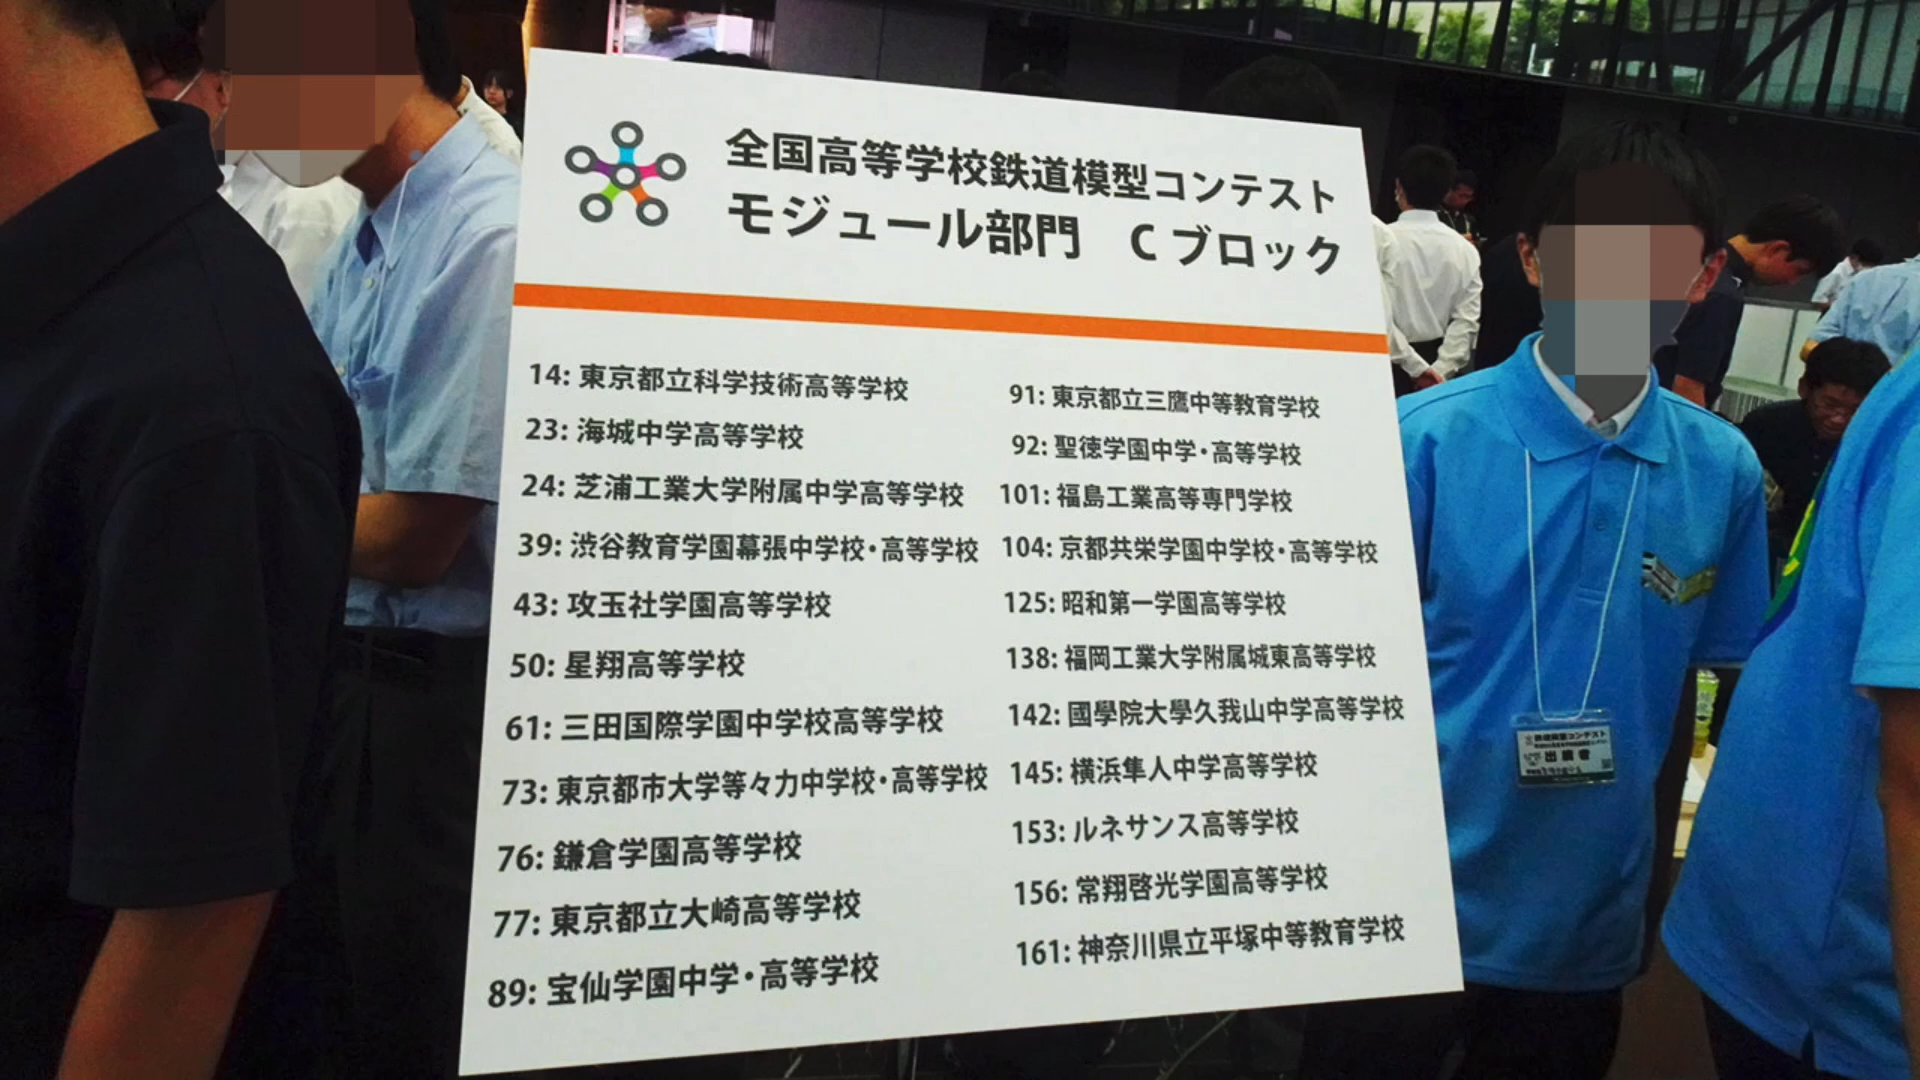 全国高等学校鉄道模型コンテスト
モジュール部門 C ブロック
14: 東京都立科学技術高等学校
23: 海城中学高等学校
24: 芝浦工業大学附属中学高等学校
39: 渋谷教育学園幕張中学校・高等学校
43: 攻玉社学園高等学校
50: 星翔高等学校
61: 三田国際学園中学校高等学校
73: 東京都市大学等々力中学校・高等学校
76: 鎌倉学園高等学校
77: 東京都立大崎高等学校
89: 宝仙学園中学・高等学校
91: 東京都立三鷹中等教育学校
92: 聖徳学園中学・高等学校
101: 福島工業高等専門学校
104: 京都共栄学園中学校・高等学校
125: 昭和第一学園高等学校
138: 福岡工業大学附属城東高等学校
142: 國學院大學久我山中学高等学校
145: 横浜隼人中学高等学校
153: ルネサンス高等学校
156: 常翔啓光学園高等学校
161: 神奈川県立平塚中等教育学校
鉄道模型コンテスト
出展者